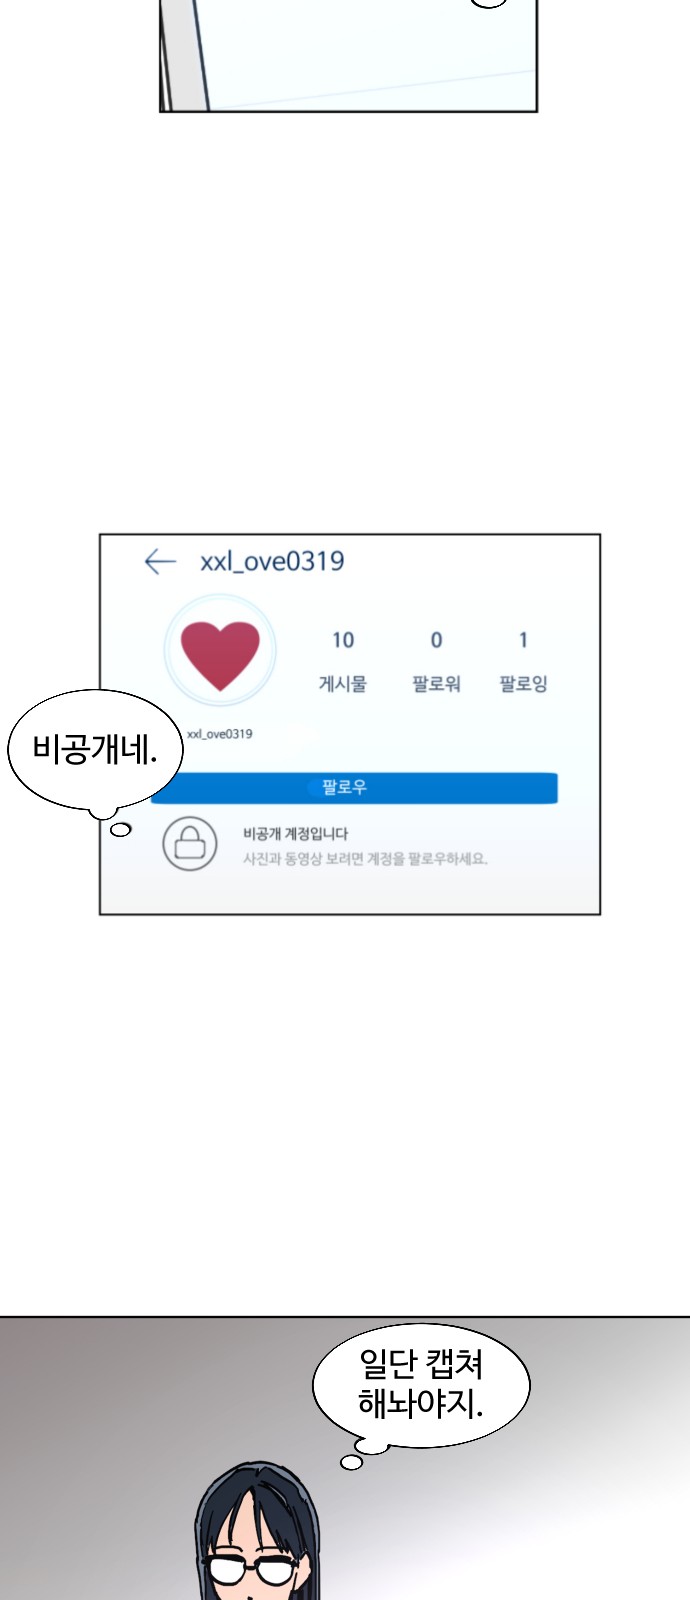 xxl_ove0319
10 0 1
게시물 팔로워 팔로잉
xxl_ove0319
비공개네.
팔로우
비공개 계정입니다
사진과 동영상 보려면 계정을 팔로우하세요.
일단 캡쳐
해놔야지.